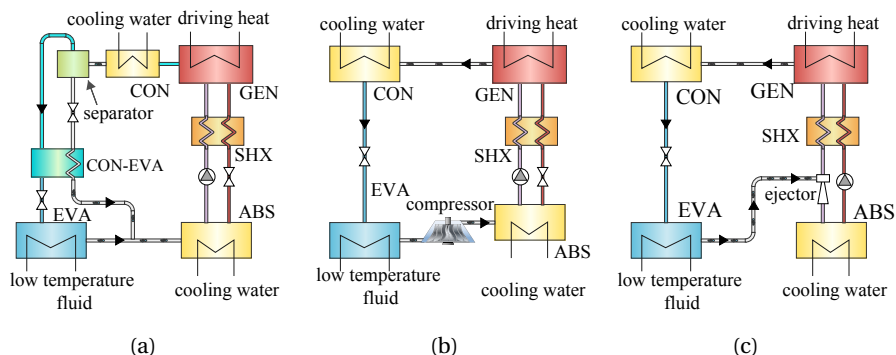 cooling water
driving heat
CON
GEN
separator
SHX
CON-EVA
EVA
ABS
low temperature
fluid
cooling water
(a)
cooling water
driving heat
CON
GEN
SHX
EVA
compressor
ABS
low temperature
fluid
cooling water
(b)
cooling water
driving heat
CON
GEN
SHX
ejector
EVA
ABS
low temperature
fluid
cooling water
(c)